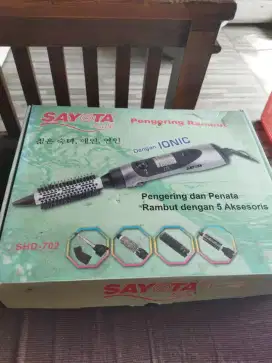 SAYOTA
Pengering Rambut
Dengan IONIC
Pengering dan Penata
*Rambut dengan 5 Aksesoris
SHD-702
SAYOTA